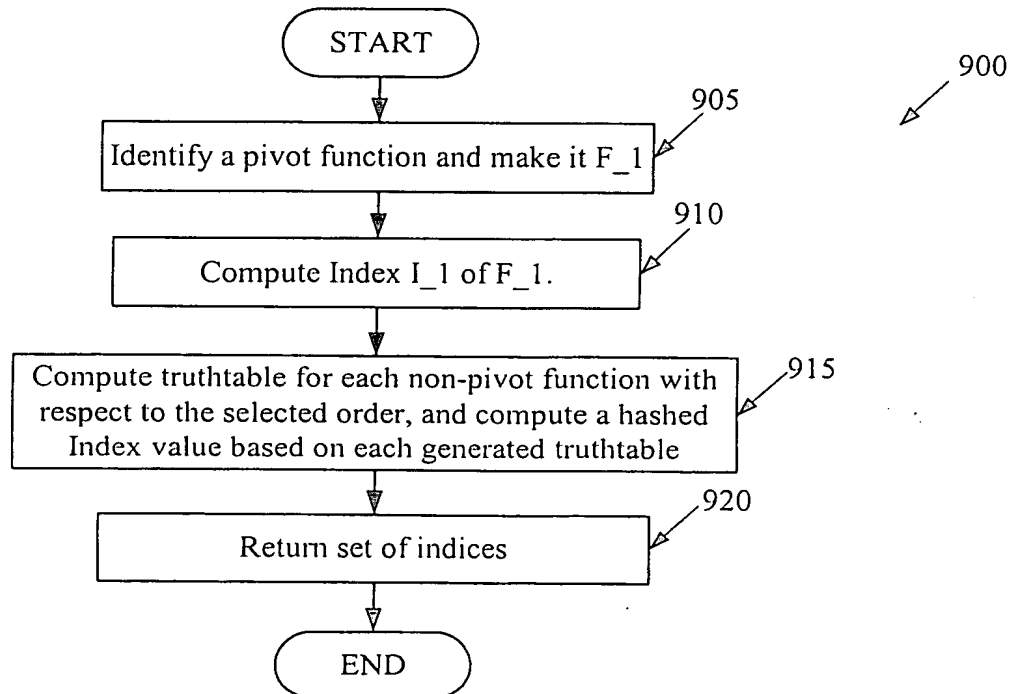 START
900
905
Identify a pivot function and make it F_1
910
Compute Index I_1 of F_1.
915
Compute truthtable for each non-pivot function with
respect to the selected order, and compute a hashed
Index value based on each generated truthtable
920
Return set of indices
END